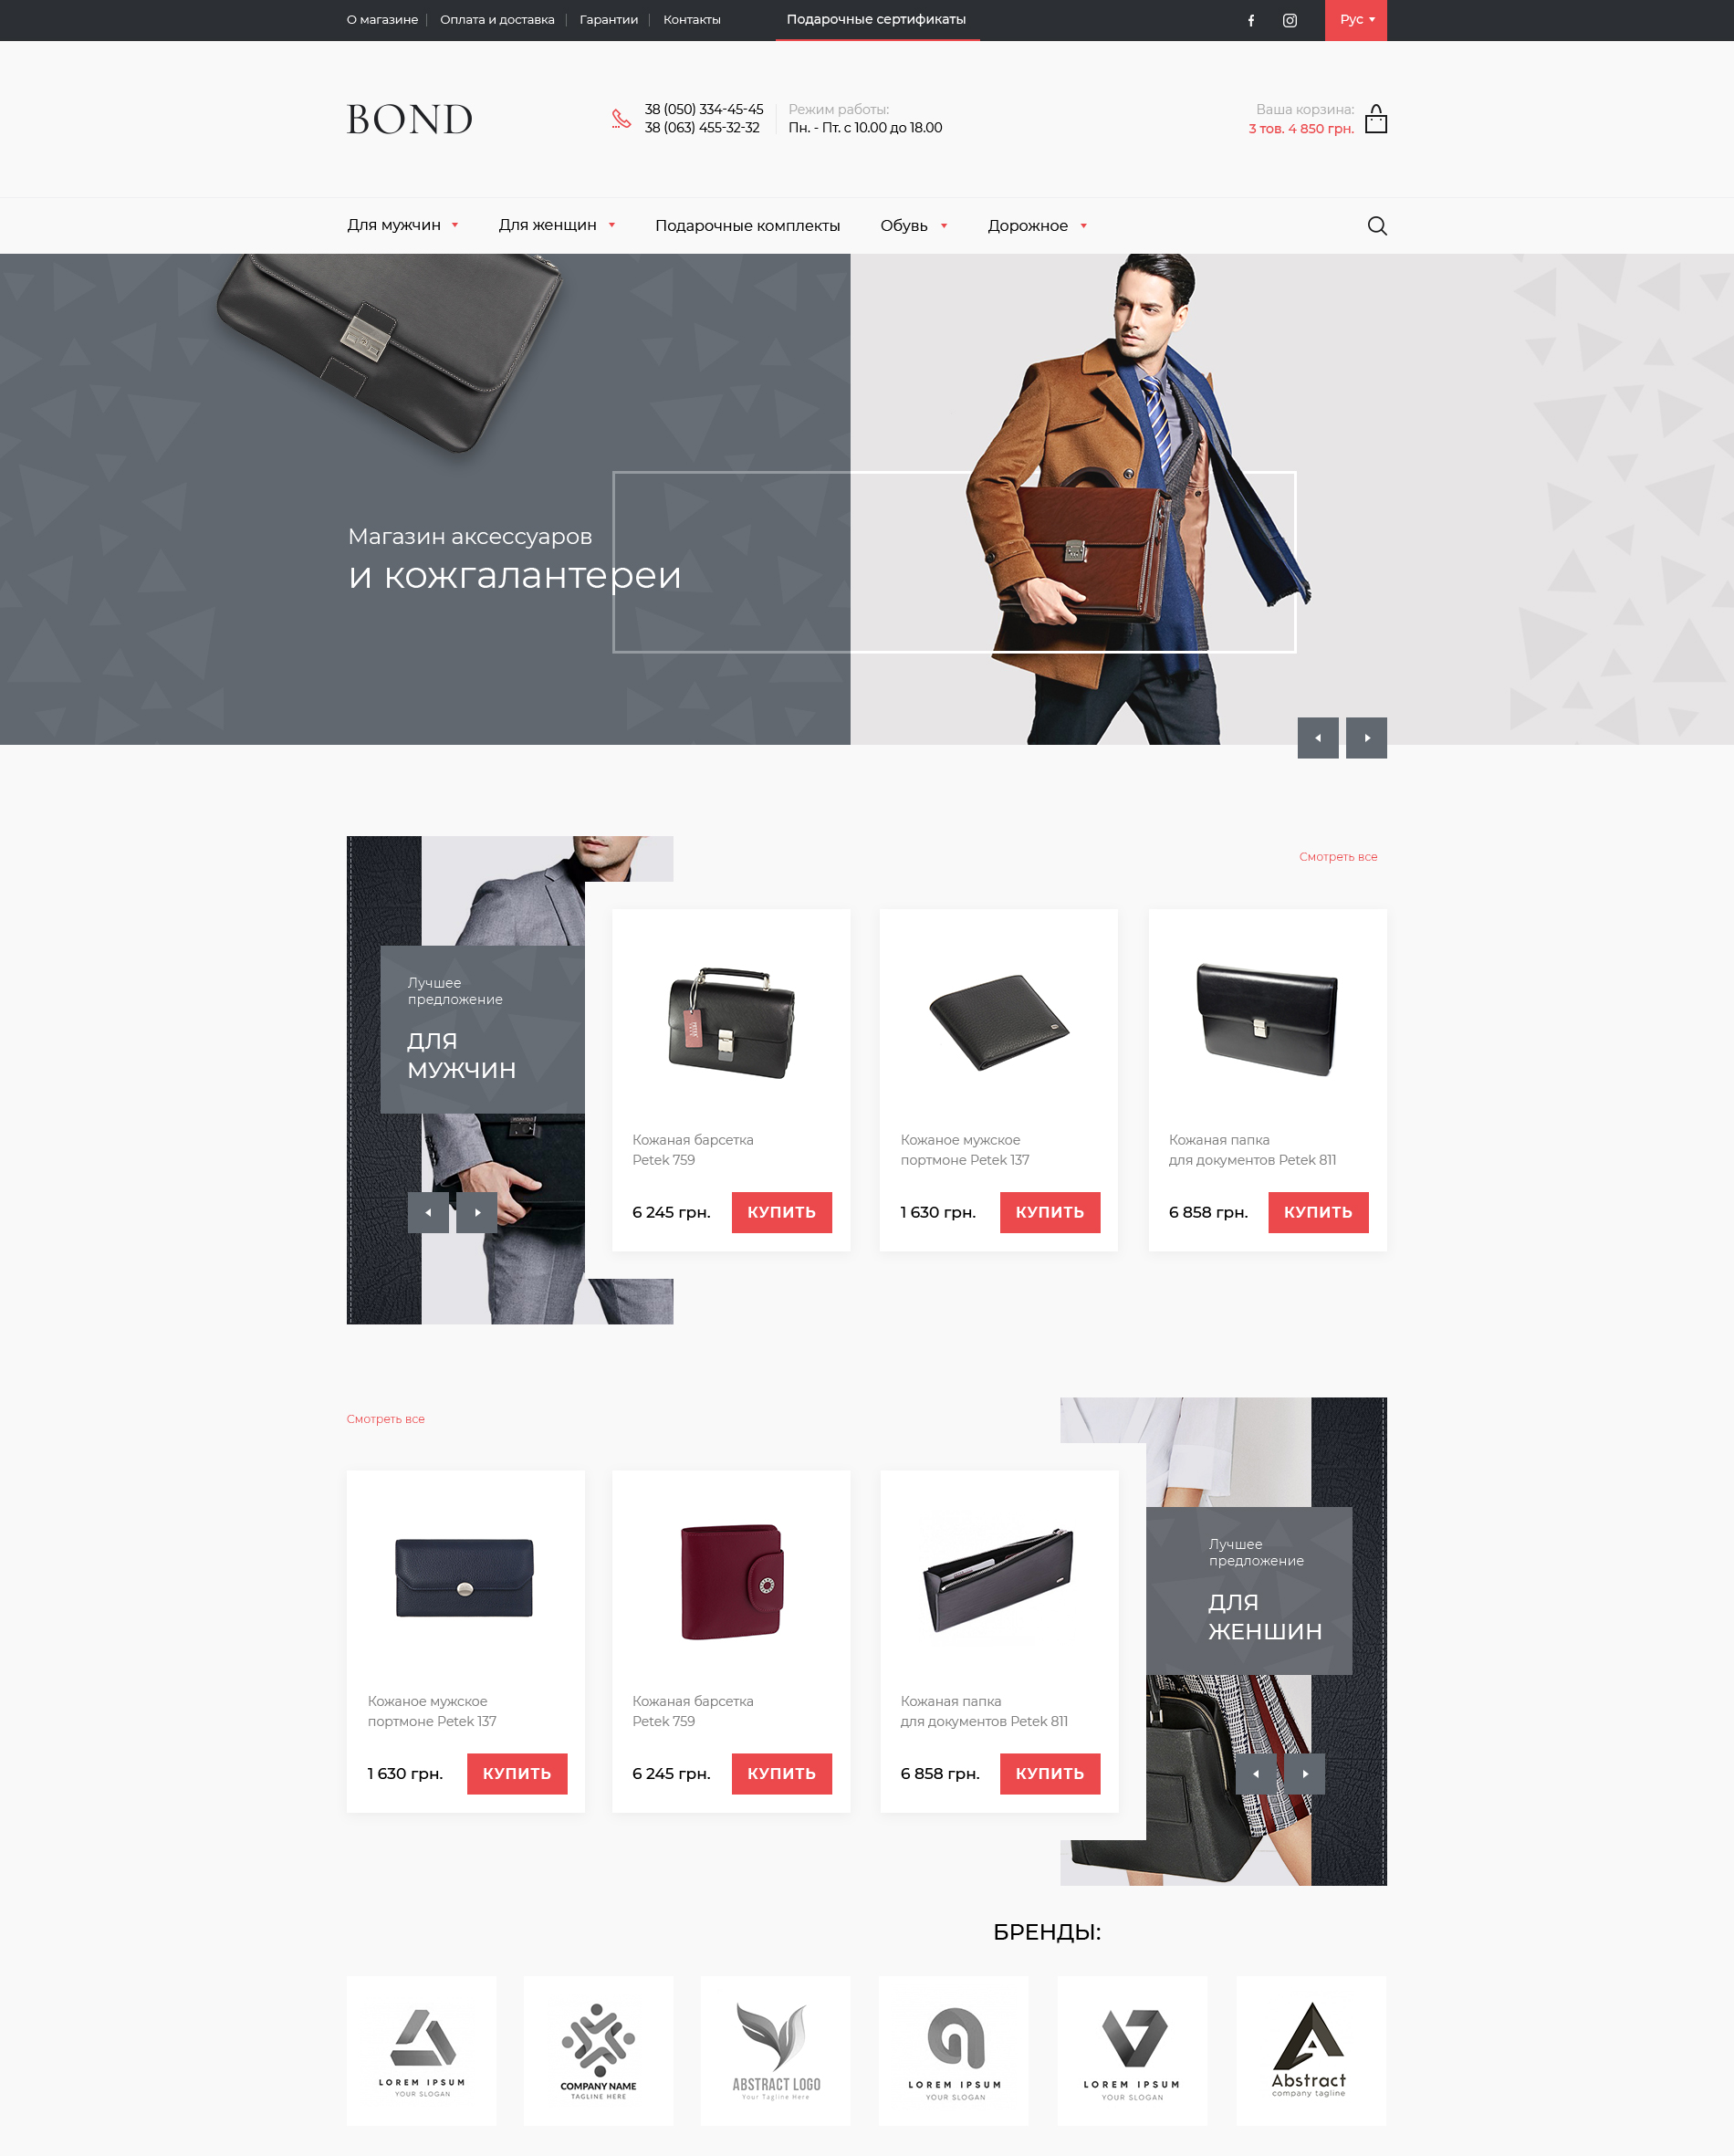 О магазине
Оплата и доставка
Гарантии
Контакты
Подарочные сертификаты
Рус
BOND
38 (050) 334-45-45
38 (063) 455-32-32
Режим работы:
Пн. - Пт. с 10.00 до 18.00
Ваша корзина:
3 тов. 4 850 грн.
Для мужчин
Для женщин
Подарочные комплекты
Обувь
Дорожное
Магазин аксессуаров
и кожгалантереи
Смотреть все
Лучшее
предложение
ДЛЯ
МУЖЧИН
Кожаная барсетка
Petek 759
6 245 грн.
КУПИТЬ
Кожаное мужское
портмоне Petek 137
1 630 грн.
КУПИТЬ
Кожаная папка
для документов Petek 811
6 858 грн.
КУПИТЬ
Смотреть все
Кожаное мужское
портмоне Petek 137
1 630 грн.
КУПИТЬ
Кожаная барсетка
Petek 759
6 245 грн.
КУПИТЬ
Кожаная папка
для документов Petek 811
6 858 грн.
КУПИТЬ
Лучшее
предложение
ДЛЯ
ЖЕНШИН
БРЕНДЫ:
LOREM IPSUM
YOUR SLOGAN
COMPANY NAME
TAGLINE HERE
ABSTRACT LOGO
Your Tagline Here
LOREM IPSUM
YOUR SLOGAN
LOREM IPSUM
YOUR SLOGAN
Abstract
company tagline